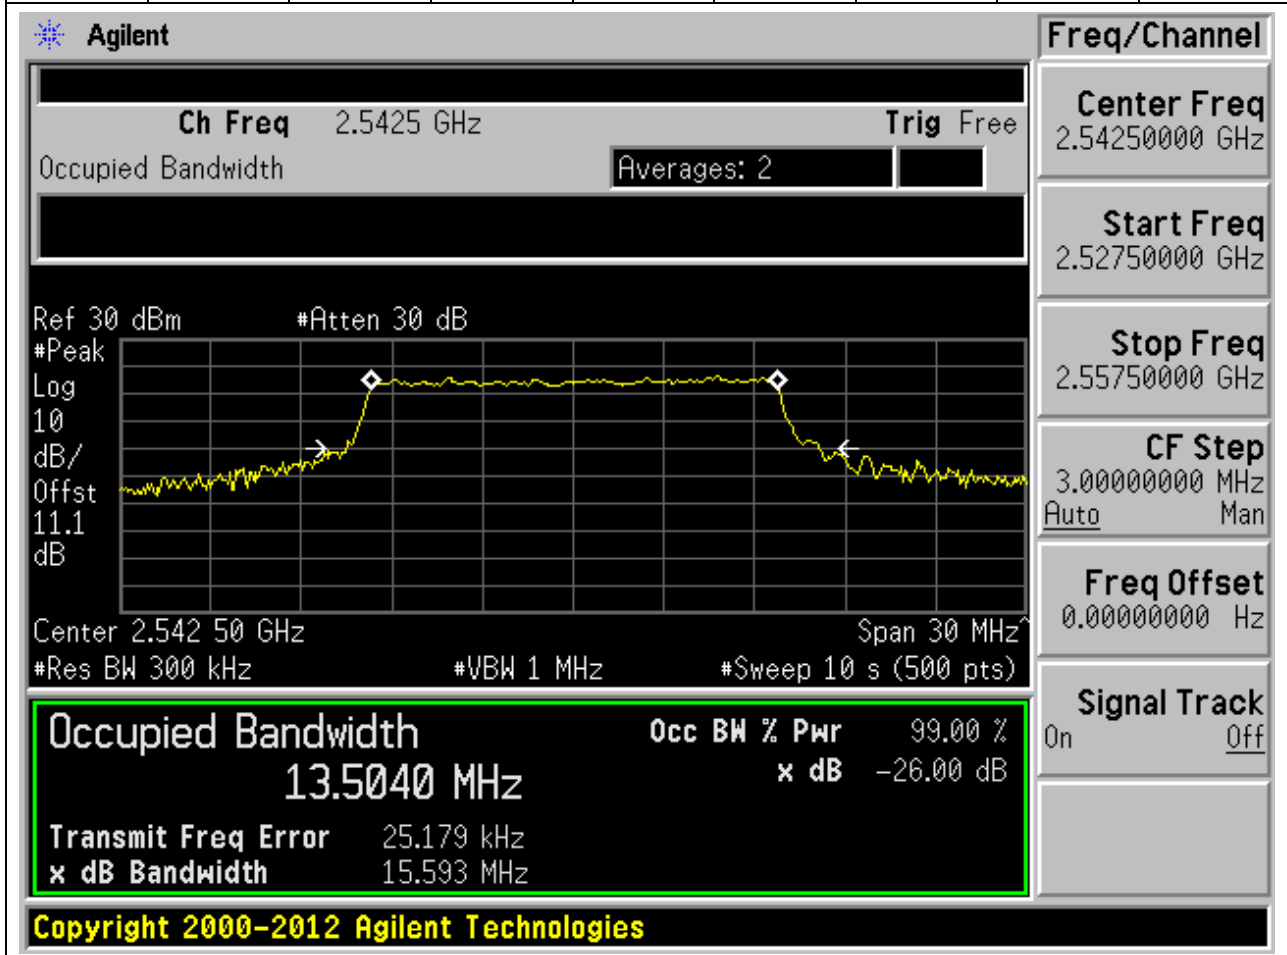 Agilent
Freq/Channel
Ch Freq 2.5425 GHz Trig Free
Occupied Bandwidth Averages: 2
Center Freq
2.54250000 GHz
Start Freq
2.52750000 GHz
Stop Freq
2.55750000 GHz
CF Step
3.00000000 MHz
Auto Man
Freq Offset
0.00000000 Hz
Signal Track
On Off
Ref 30 dBm #Atten 30 dB
#Peak
Log
10
dB/
Offst
11.1
dB
Center 2.542 50 GHz Span 30 MHz^
#Res BW 300 kHz #VBW 1 MHz #Sweep 10 s (500 pts)
Occupied Bandwidth Occ BW % Pwr 99.00 %
13.5040 MHz x dB -26.00 dB
Transmit Freq Error 25.179 kHz
x dB Bandwidth 15.593 MHz
Copyright 2000-2012 Agilent Technologies